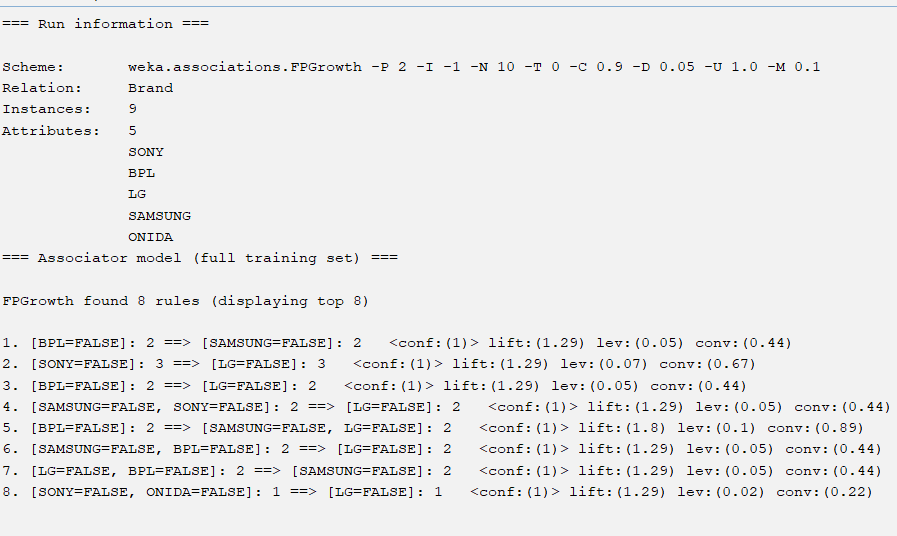 === Run information ===
Scheme: weka.associations.FPGrowth -P 2 -I -1 -N 10 -T 0 -C 0.9 -D 0.05 -U 1.0 -M 0.1
Relation: Brand
Instances: 9
Attributes: 5
SONY
BPL
LG
SAMSUNG
ONIDA
=== Associator model (full training set) ===
FPGrowth found 8 rules (displaying top 8)
1. [BPL=FALSE]: 2 ==> [SAMSUNG=FALSE]: 2 <conf:(1)> lift:(1.29) lev:(0.05) conv:(0.44)
2. [SONY=FALSE]: 3 ==> [LG=FALSE]: 3 <conf:(1)> lift:(1.29) lev:(0.07) conv:(0.67)
3. [BPL=FALSE]: 2 ==> [LG=FALSE]: 2 <conf:(1)> lift:(1.29) lev:(0.05) conv:(0.44)
4. [SAMSUNG=FALSE, SONY=FALSE]: 2 ==> [LG=FALSE]: 2 <conf:(1)> lift:(1.29) lev:(0.05) conv:(0.44)
5. [BPL=FALSE]: 2 ==> [SAMSUNG=FALSE, LG=FALSE]: 2 <conf:(1)> lift:(1.8) lev:(0.1) conv:(0.89)
6. [SAMSUNG=FALSE, BPL=FALSE]: 2 ==> [LG=FALSE]: 2 <conf:(1)> lift:(1.29) lev:(0.05) conv:(0.44)
7. [LG=FALSE, BPL=FALSE]: 2 ==> [SAMSUNG=FALSE]: 2 <conf:(1)> lift:(1.29) lev:(0.05) conv:(0.44)
8. [SONY=FALSE, ONIDA=FALSE]: 1 ==> [LG=FALSE]: 1 <conf:(1)> lift:(1.29) lev:(0.02) conv:(0.22)